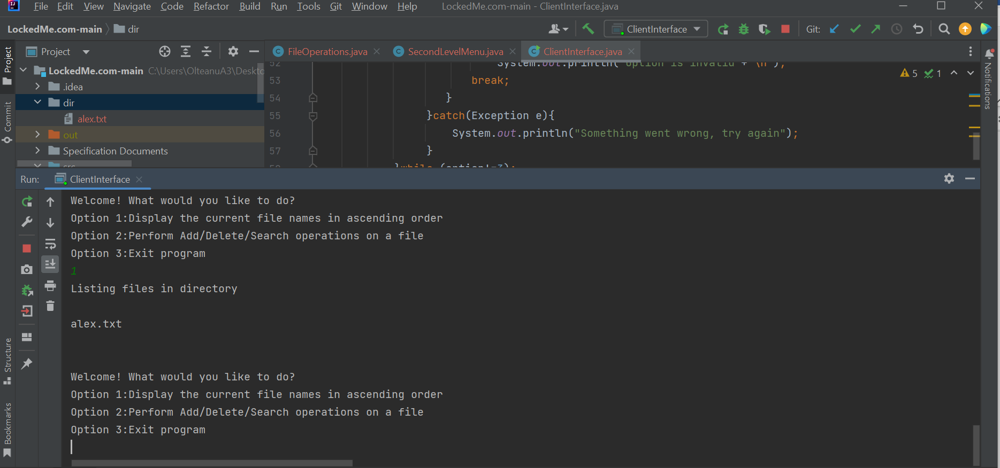 File Edit View Navigate Code Refactor Build Run Tools Git Window Help LockedMe.com-main - ClientInterface.java
LockedMe.com-main dir ClientInterface Git:
Project
Project
FileOperations.java SecondLevelMenu.java ClientInterface.java
Notifications
LockedMe.com-main C:\Users\OlteanuA3\Deskto
.idea
dir
alex.txt
out
Specification Documents
src
Commit
5 1
52 System.out.println("option is invalid"+"\n");
53 break;
54 }
55 }catch(Exception e){
56 System.out.println("Something went wrong, try again");
57 }
58 }while (option!=3);
Run: ClientInterface
Welcome! What would you like to do?
Option 1:Display the current file names in ascending order
Option 2:Perform Add/Delete/Search operations on a file
Option 3:Exit program
1
Listing files in directory
alex.txt
Welcome! What would you like to do?
Option 1:Display the current file names in ascending order
Option 2:Perform Add/Delete/Search operations on a file
Option 3:Exit program
Structure
Bookmarks